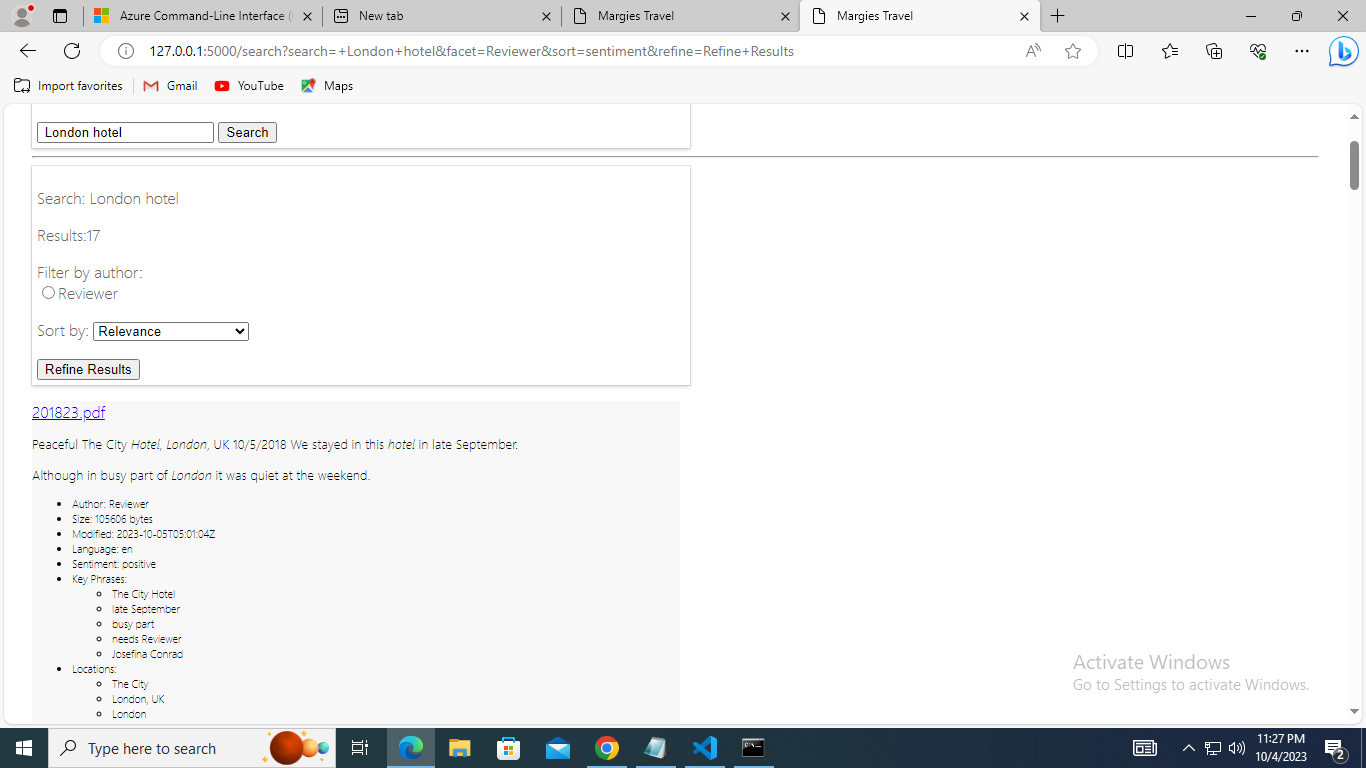 Azure Command-Line Interface (
New tab
Margies Travel
Margies Travel
127.0.0.1:5000/search?search=+London+hotel&facet=Reviewer&sort=sentiment&refine=Refine+Results
Import favorites
Gmail
YouTube
Maps
London hotel
Search
Search: London hotel
Results:17
Filter by author:
Reviewer
Sort by: Relevance
Refine Results
201823.pdf
Peaceful The City Hotel, London, UK 10/5/2018 We stayed in this hotel in late September.
Although in busy part of London it was quiet at the weekend.
Author: Reviewer
Size: 105606 bytes
Modified: 2023-10-05T05:01:04Z
Language: en
Sentiment: positive
Key Phrases:
The City Hotel
late September
busy part
needs Reviewer
Josefina Conrad
Locations:
The City
London, UK
London
Activate Windows
Go to Settings to activate Windows.
Type here to search
11:27 PM
10/4/2023
2